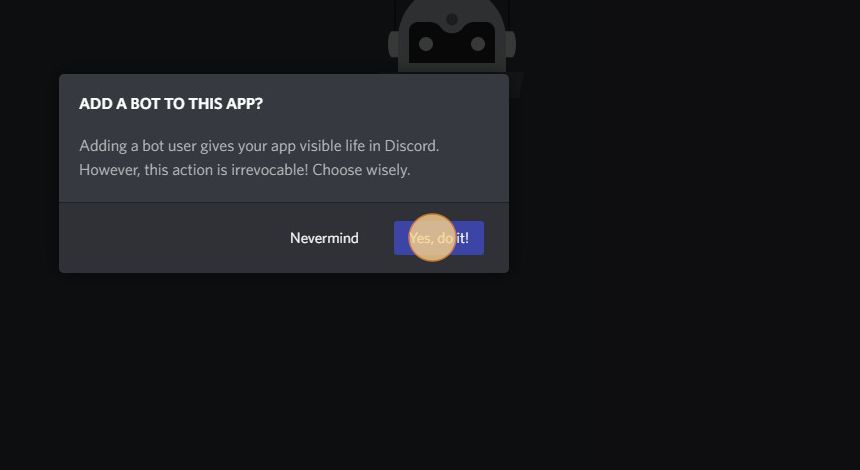 ADD A BOT TO THIS APP?
Adding a bot user gives your app visible life in Discord.
However, this action is irrevocable! Choose wisely.
Nevermind
Yes, do it!